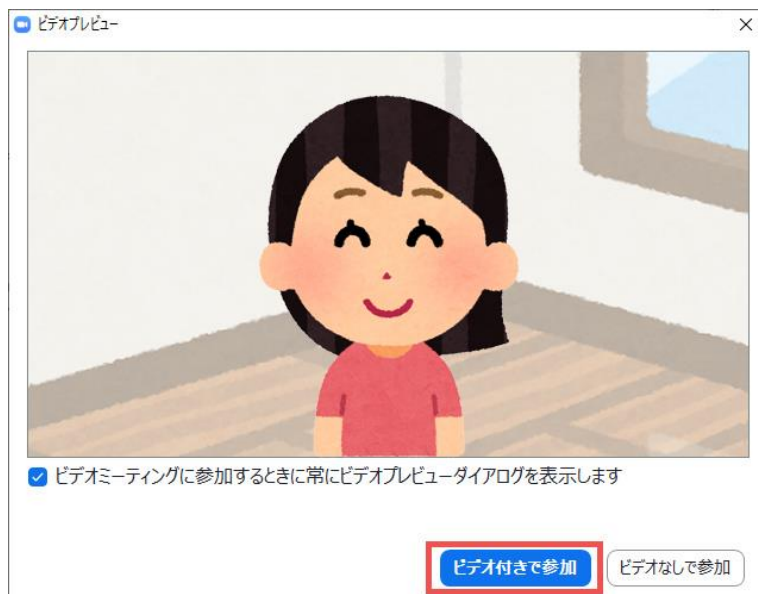 ビデオプレビュー
ビデオミーティングに参加するときに常にビデオプレビューダイアログを表示します
ビデオ付きで参加
ビデオなしで参加